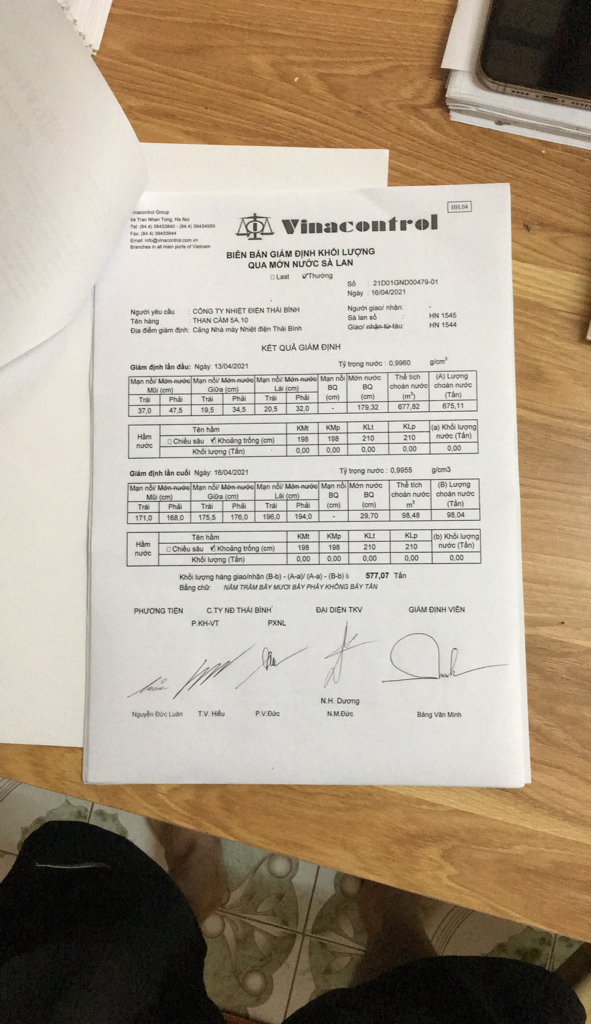 Vinacontrol Group
54 Tran Nhan Tong, Ha Noi
Tel: (84.4) 39433840 - (84.4) 39434950
Fax: (84.4) 39433844
Email: info@vinacontrol.com.vn
Branches in all main ports of Vietnam
Vinacontrol
BIÊN BẢN GIÁM ĐỊNH KHỐI LƯỢNG
QUA MỚN NƯỚC SÀ LAN
Last Thường
Số : 21D01GND00479-01
Ngày : 16/04/2021
Người yêu cầu : CÔNG TY NHIỆT ĐIỆN THÁI BÌNH Người giao/ nhận: -
Tên hàng : THAN CÁM 5A.10 Sà lan số : HN 1545
Địa điểm giám định: Cảng Nhà máy Nhiệt điện Thái Bình Giao/ nhận từ tàu: HN 1544
KẾT QUẢ GIÁM ĐỊNH
Giám định lần đầu: Ngày: 13/04/2021 Tỷ trọng nước : 0,9960 g/cm3
Mạn nổi/ Mớn nước Mạn nổi/ Mớn nước Mạn nổi/ Mớn nước Mạn nổi Mớn nước Thể tích (A) Lượng
Mũi (cm) Giữa (cm) Lái (cm) BQ BQ choán nước choán nước
Trái Phải Trái Phải Trái Phải (cm) (cm) (m3) (Tấn)
37,0 47,5 19,5 34,5 20,5 32,0 - 179,32 677,82 675,11
Hầm nước Tên hầm KMt KMp KLt KLp (a) Khối lượng nước (Tấn)
Chiều sâu Khoảng trống (cm) 198 198 210 210
Khối lượng (Tấn) 0,00 0,00 0,00 0,00 0,00
Giám định lần cuối Ngày: 16/04/2021 Tỷ trọng nước : 0,9955 g/cm3
Mạn nổi/ Mớn nước Mạn nổi/ Mớn nước Mạn nổi/ Mớn nước Mạn nổi Mớn nước Thể tích (B) Lượng
Mũi (cm) Giữa (cm) Lái (cm) BQ BQ choán nước choán nước
Trái Phải Trái Phải Trái Phải (cm) (cm) m3 (Tấn)
171,0 168,0 175,5 176,0 196,0 194,0 - 29,70 98,48 98,04
Hầm nước Tên hầm KMt KMp KLt KLp (b) Khối lượng nước (Tấn)
Chiều sâu Khoảng trống (cm) 198 198 210 210
Khối lượng (Tấn) 0,00 0,00 0,00 0,00 0,00
Khối lượng hàng giao/nhận (B-b) - (A-a)/ (A-a) - (B-b) là 577,07 Tấn
Bằng chữ: NĂM TRĂM BẢY MƯƠI BẢY PHẨY KHÔNG BẢY TẤN
PHƯƠNG TIỆN C.TY NĐ THÁI BÌNH ĐẠI DIỆN TKV GIÁM ĐỊNH VIÊN
P.KH-VT PXNL
N.H. Dương
Nguyễn Đức Luân T.V. Hiếu P.V.Đức N.M.Đức Bằng Văn Minh